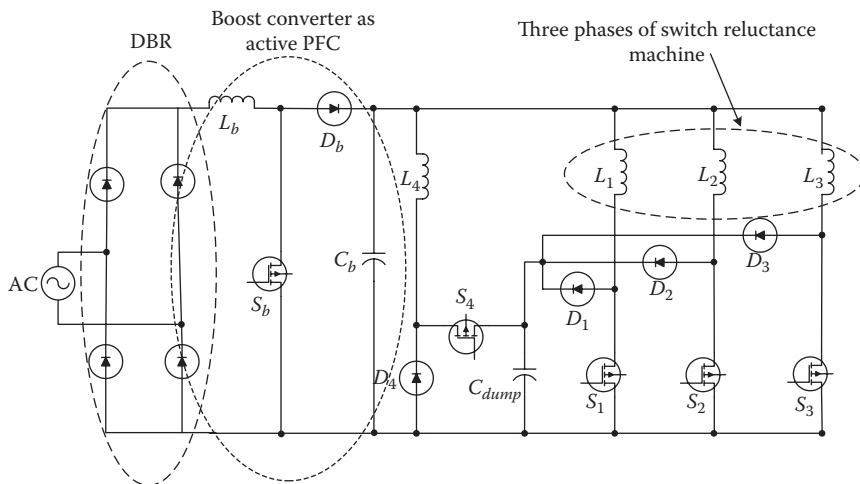 Boost converter as
active PFC
DBR
Three phases of switch reluctance
machine
L_b
D_b
L_4
L_1
L_2
L_3
D_3
AC
S_b
C_b
D_2
S_4
D_1
D_4
C_dump
S_1
S_2
S_3